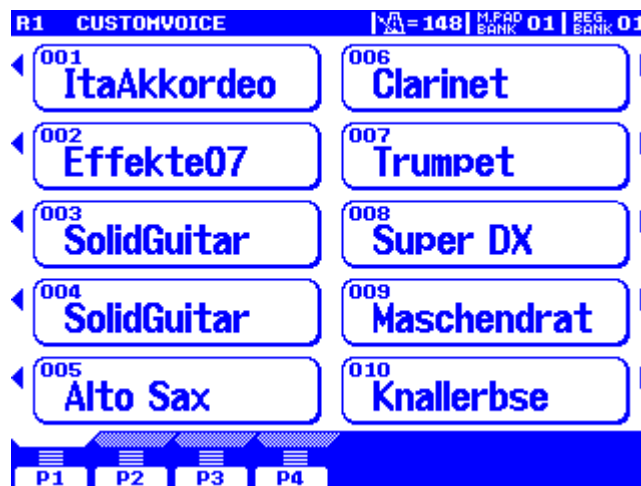 R1 CUSTOMVOICE =148 M.PAD BANK 01 REG. BANK 01
001
ItaAkkordeo
002
Effekte07
003
SolidGuitar
004
SolidGuitar
005
Alto Sax
006
Clarinet
007
Trumpet
008
Super DX
009
Maschendrat
010
Knallerbse
P1 P2 P3 P4